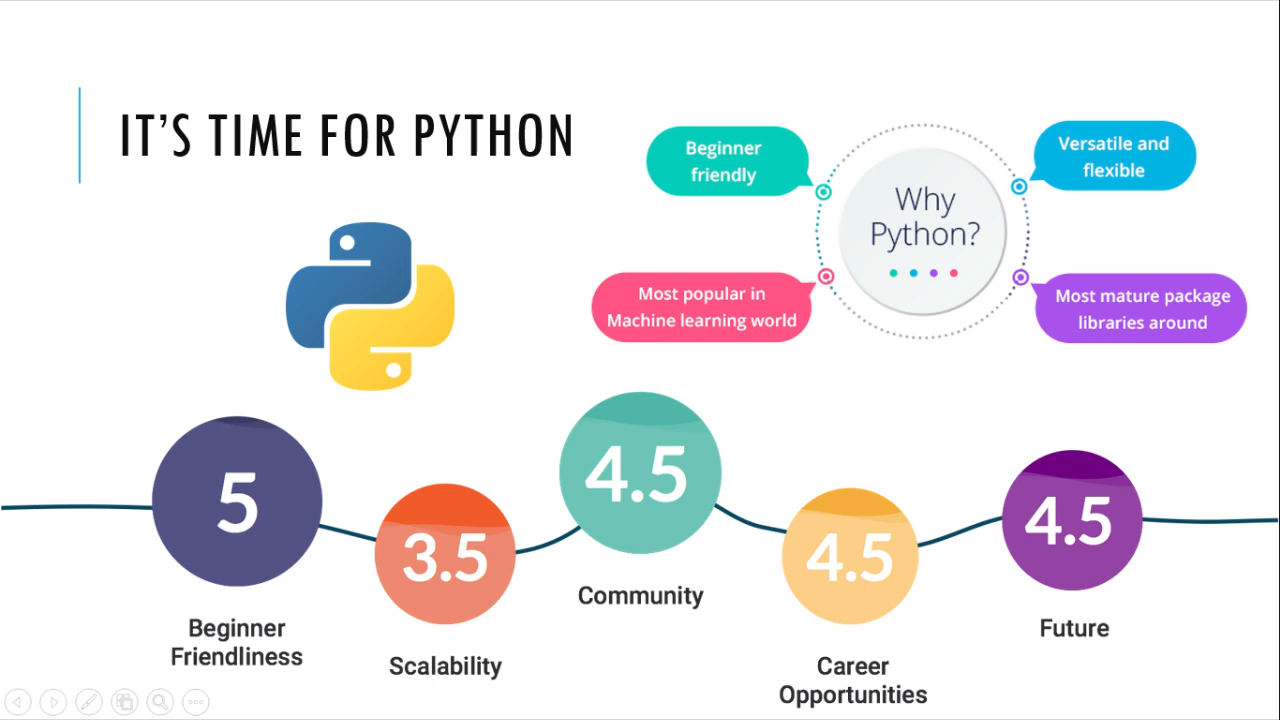 IT'S TIME FOR PYTHON
Beginner
friendly
Versatile and
flexible
Why
Python?
Most popular in
Machine learning world
Most mature package
libraries around
5
3.5
4.5
4.5
4.5
Beginner
Friendliness
Scalability
Community
Career
Opportunities
Future